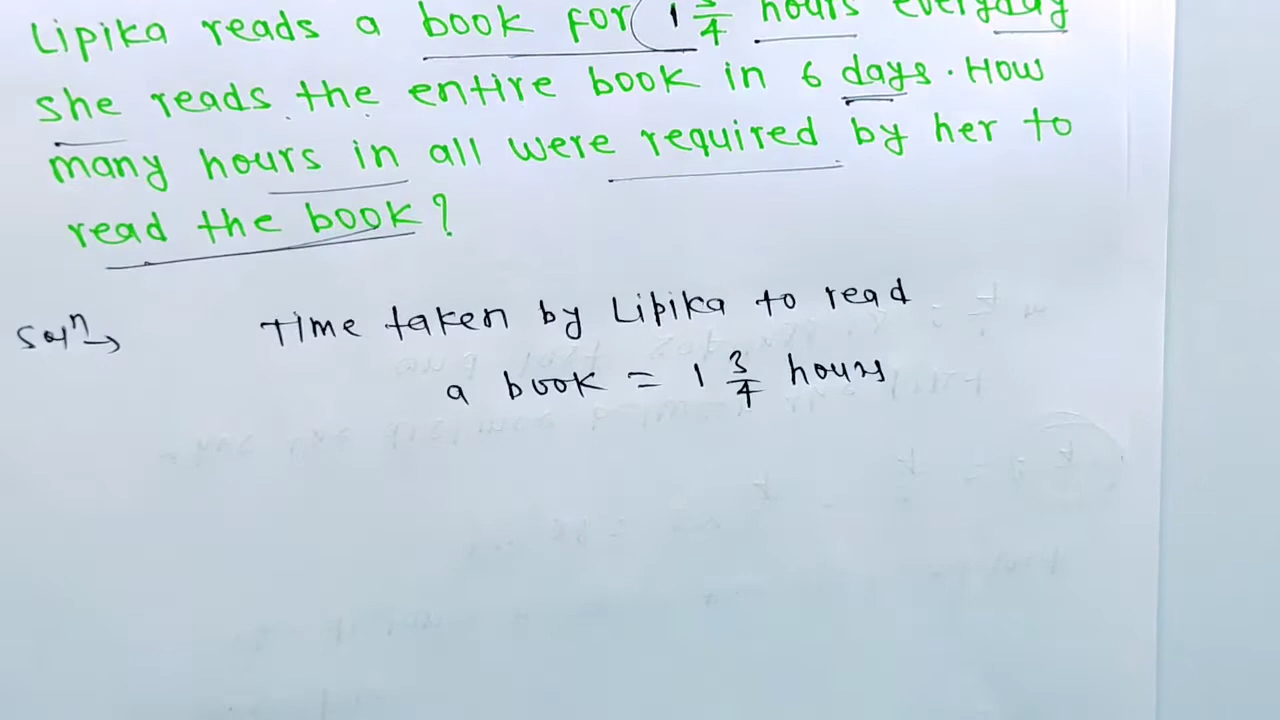 Lipika reads a book for (1 3/4 hours everyday
she reads the entire book in 6 days. How
many hours in all were required by her to
read the book?
Solⁿ→ Time taken by Lipika to read
a book = 1 3/4 hours